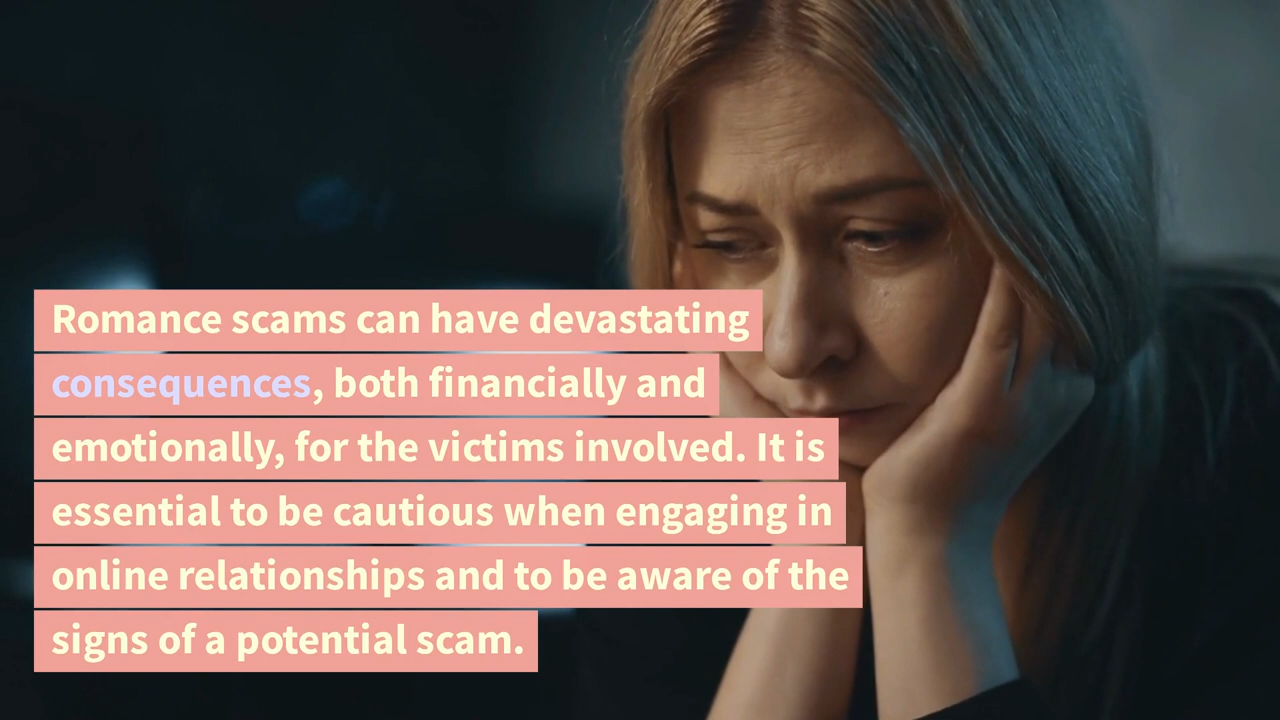 Romance scams can have devastating
consequences, both financially and
emotionally, for the victims involved. It is
essential to be cautious when engaging in
online relationships and to be aware of the
signs of a potential scam.